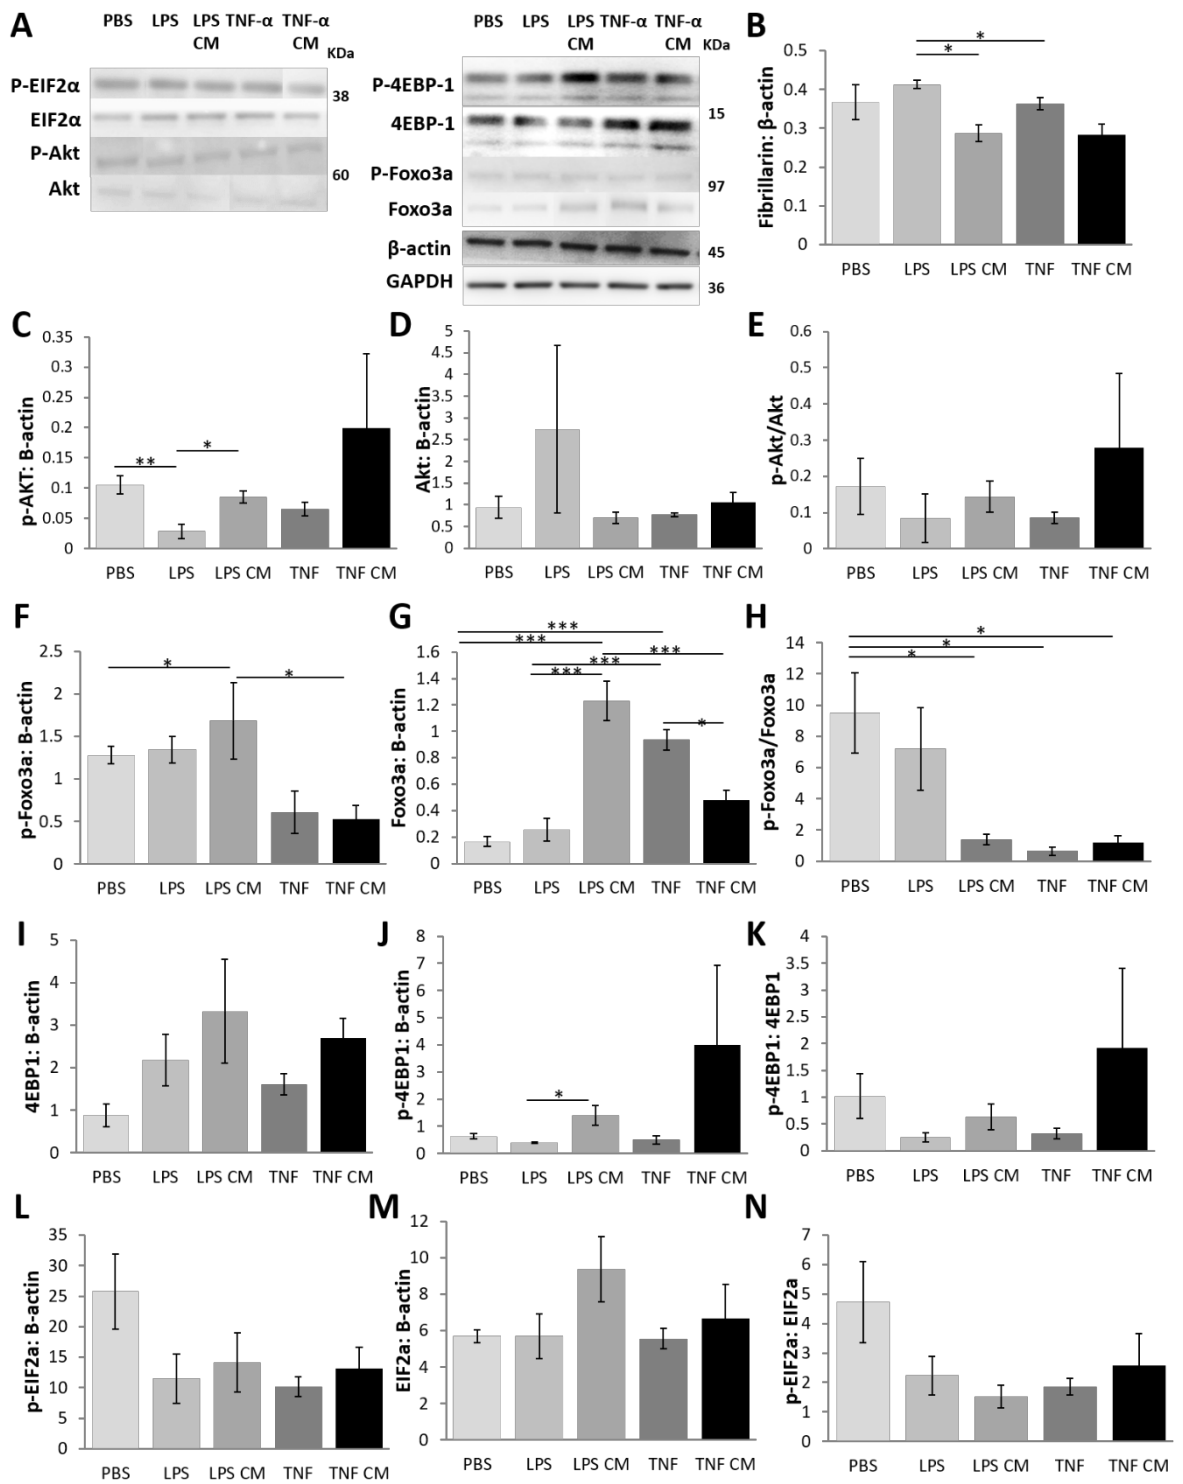 A
PBS LPS LPS TNF-α TNF-α
CM CM
KDa
P-EIF2α
38
EIF2α
P-Akt
60
Akt
PBS LPS LPS TNF-α TNF-α
CM CM KDa
P-4EBP-1
15
4EBP-1
P-Foxo3a
97
Foxo3a
β-actin
45
GAPDH
36
B
Fibrillarin: β-actin
0.5
0.4
0.3
0.2
0.1
0
*
*
PBS LPS LPS CM TNF TNF CM
C
p-AKT: B-actin
0.35
0.3
0.25
0.2
0.15
0.1
0.05
0
**
*
PBS LPS LPS CM TNF TNF CM
D
Akt: B-actin
5
4.5
4
3.5
3
2.5
2
1.5
1
0.5
0
PBS LPS LPS CM TNF TNF CM
E
p-Akt/Akt
0.6
0.5
0.4
0.3
0.2
0.1
0
PBS LPS LPS CM TNF TNF CM
F
p-Foxo3a: B-actin
2.5
2
1.5
1
0.5
0
*
*
PBS LPS LPS CM TNF TNF CM
G
Foxo3a: B-actin
1.6
1.4
1.2
1
0.8
0.6
0.4
0.2
0
***
***
***
***
***
*
PBS LPS LPS CM TNF TNF CM
H
p-Foxo3a/Foxo3a
14
12
10
8
6
4
2
0
*
*
*
PBS LPS LPS CM TNF TNF CM
I
4EBP1: B-actin
5
4
3
2
1
0
PBS LPS LPS CM TNF TNF CM
J
p-4EBP1: B-actin
8
7
6
5
4
3
2
1
0
*
PBS LPS LPS CM TNF TNF CM
K
p-4EBP1: 4EBP1
4
3.5
3
2.5
2
1.5
1
0.5
0
PBS LPS LPS CM TNF TNF CM
L
p-EIF2a: B-actin
35
30
25
20
15
10
5
0
PBS LPS LPS CM TNF TNF CM
M
EIF2a: B-actin
12
10
8
6
4
2
0
PBS LPS LPS CM TNF TNF CM
N
p-EIF2a: EIF2a
7
6
5
4
3
2
1
0
PBS LPS LPS CM TNF TNF CM